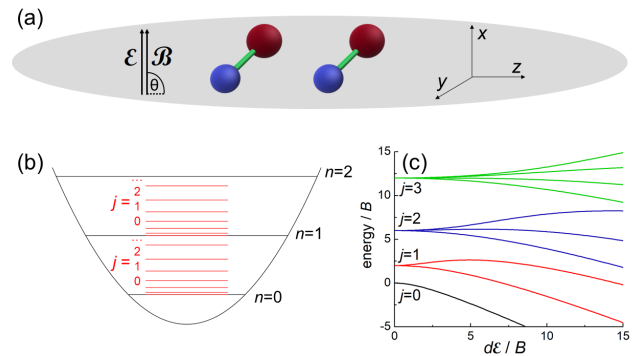 (a)
ℰ ℬ
θ
x
y
z
(b)
n=2
...
2
j = 1
0
n=1
...
2
j = 1
0
n=0
(c)
energy / B
15
10
5
0
-5
j=3
j=2
j=1
j=0
0 5 10 15
dℰ / B